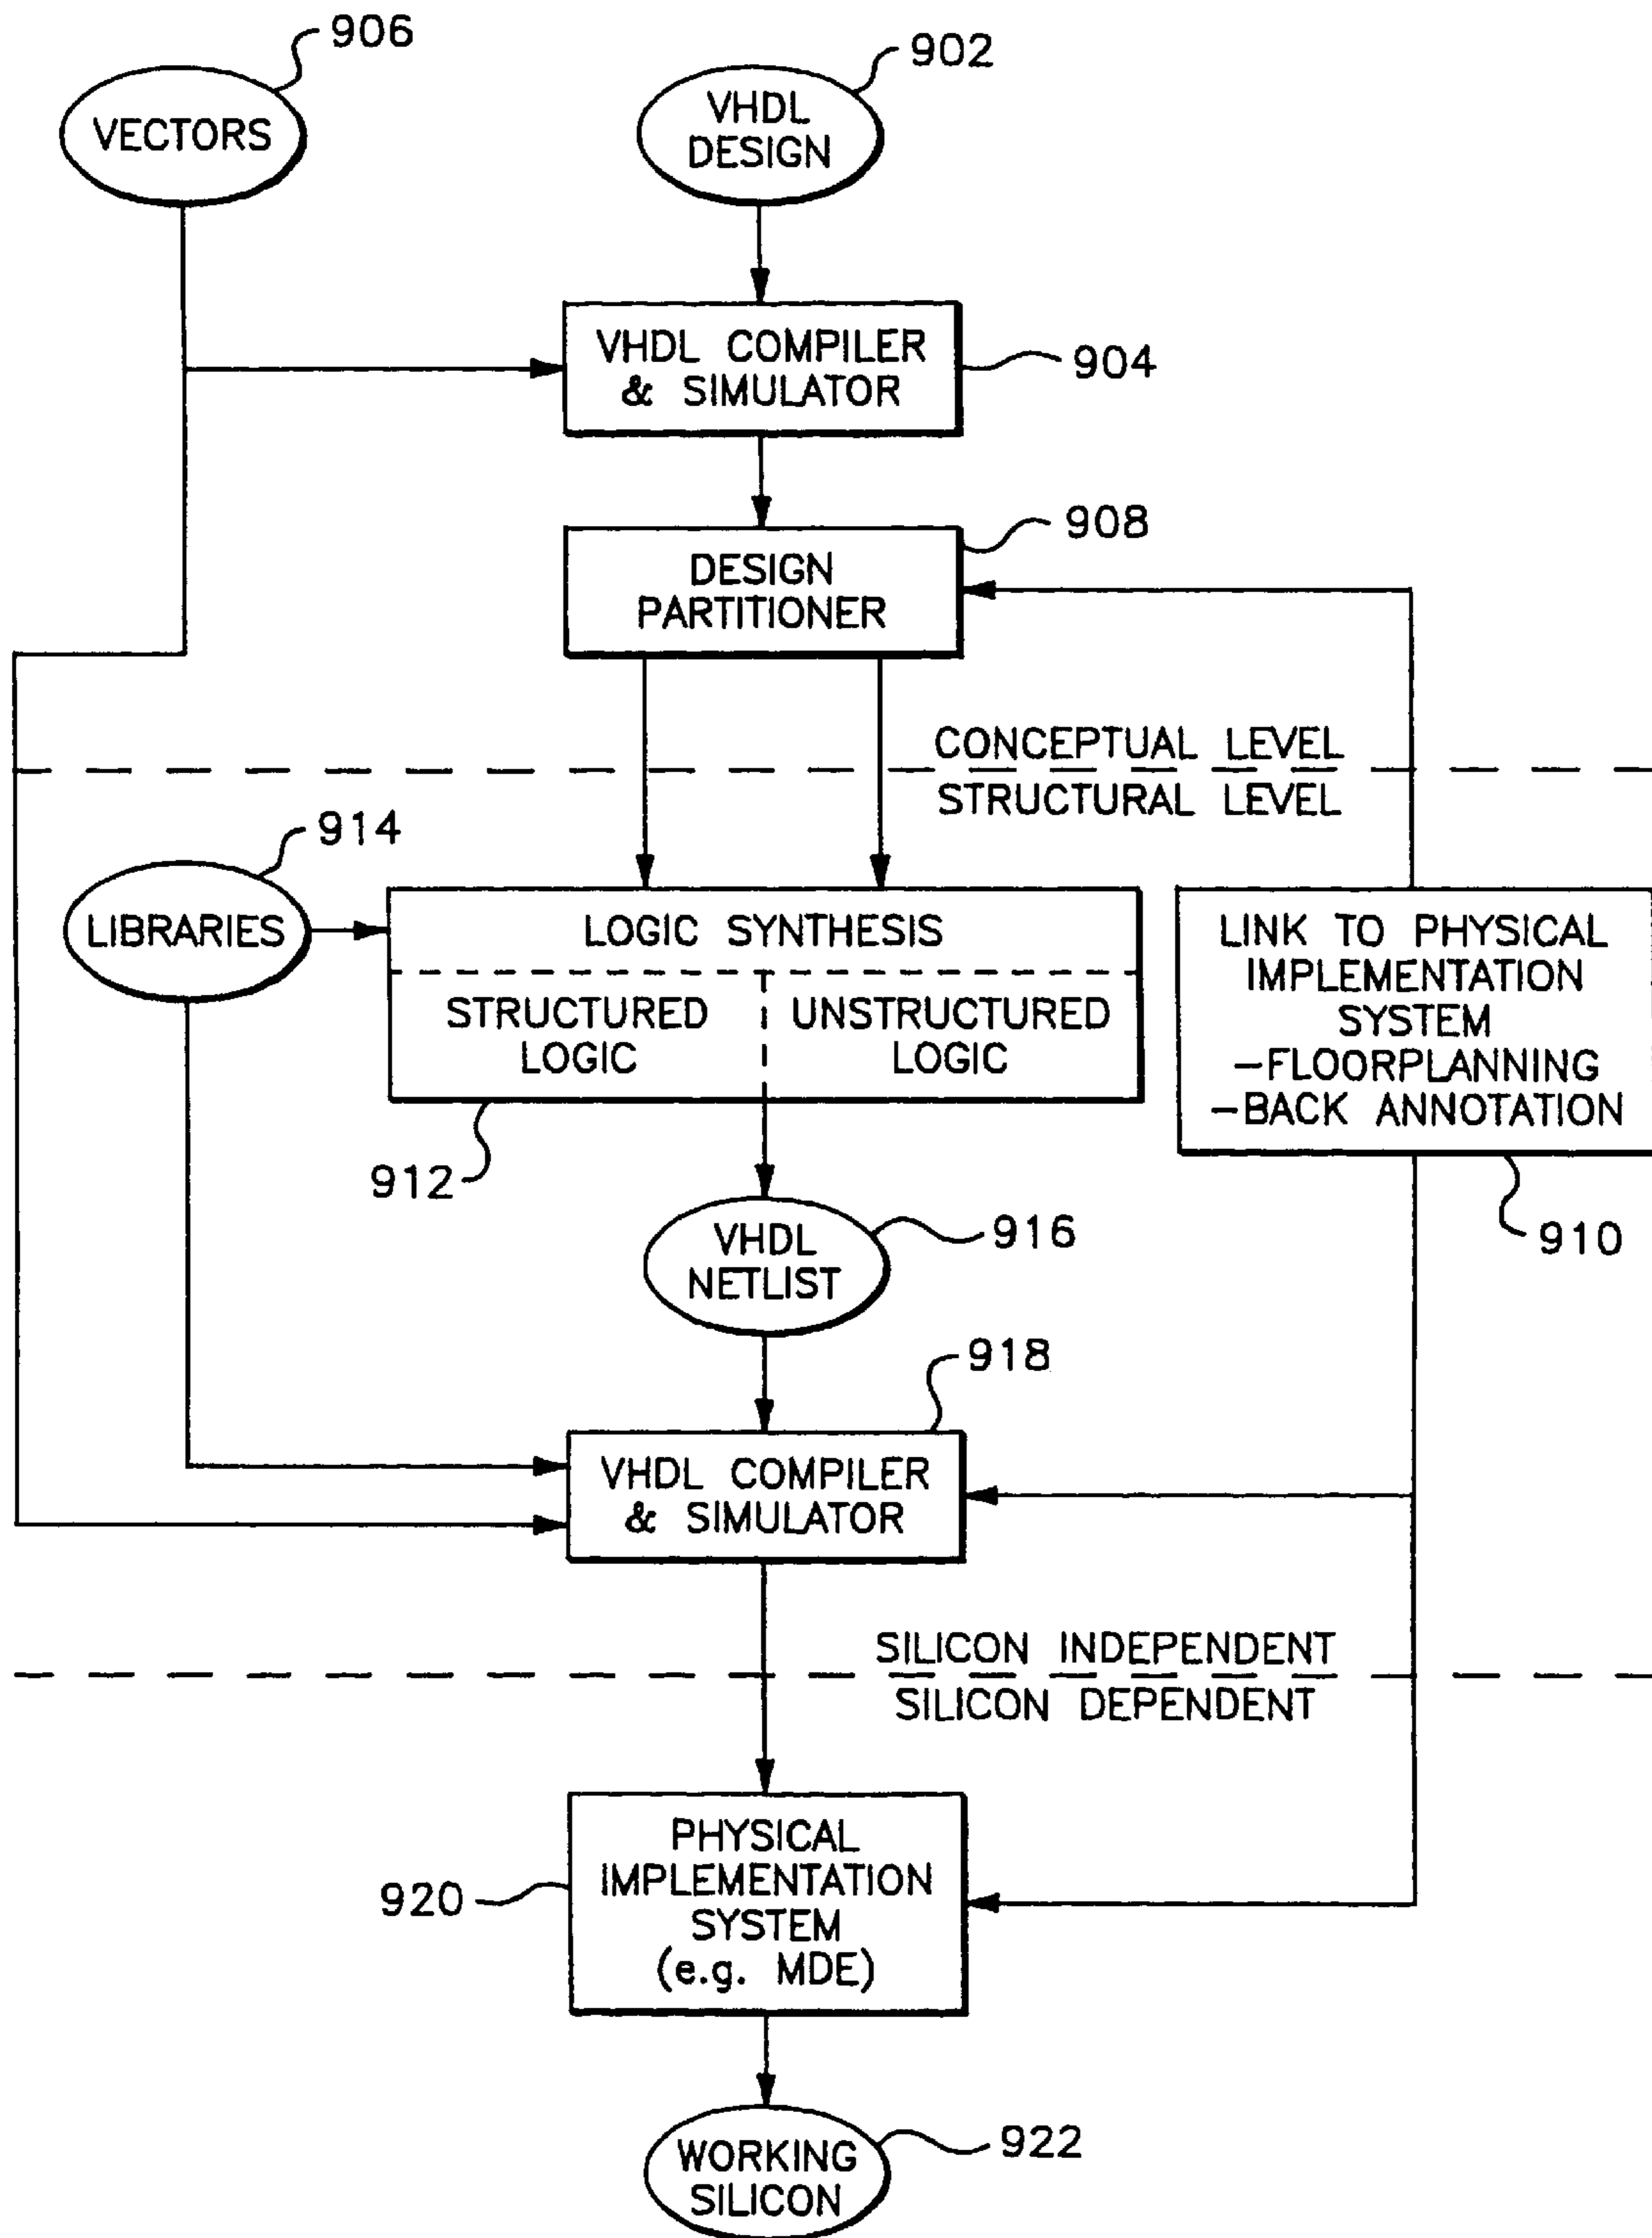 906
902
VECTORS
VHDL
DESIGN
VHDL COMPILER
& SIMULATOR
904
908
DESIGN
PARTITIONER
CONCEPTUAL LEVEL
STRUCTURAL LEVEL
914
LIBRARIES
LOGIC SYNTHESIS
STRUCTURED
LOGIC
UNSTRUCTURED
LOGIC
LINK TO PHYSICAL
IMPLEMENTATION
SYSTEM
-FLOORPLANNING
-BACK ANNOTATION
912
910
VHDL
NETLIST
916
918
VHDL COMPILER
& SIMULATOR
SILICON INDEPENDENT
SILICON DEPENDENT
PHYSICAL
IMPLEMENTATION
SYSTEM
(e.g. MDE)
920
WORKING
SILICON
922